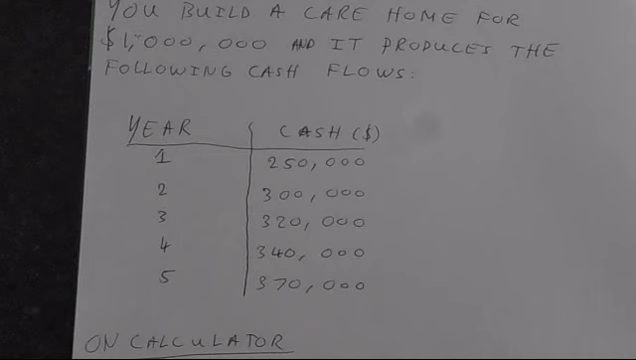 YOU BUILD A CARE HOME FOR
$1,000,000 AND IT PRODUCES THE
FOLLOWING CASH FLOWS:
YEAR CASH ($)
1 250,000
2 300,000
3 320,000
4 340,000
5 370,000
ON CALCULATOR